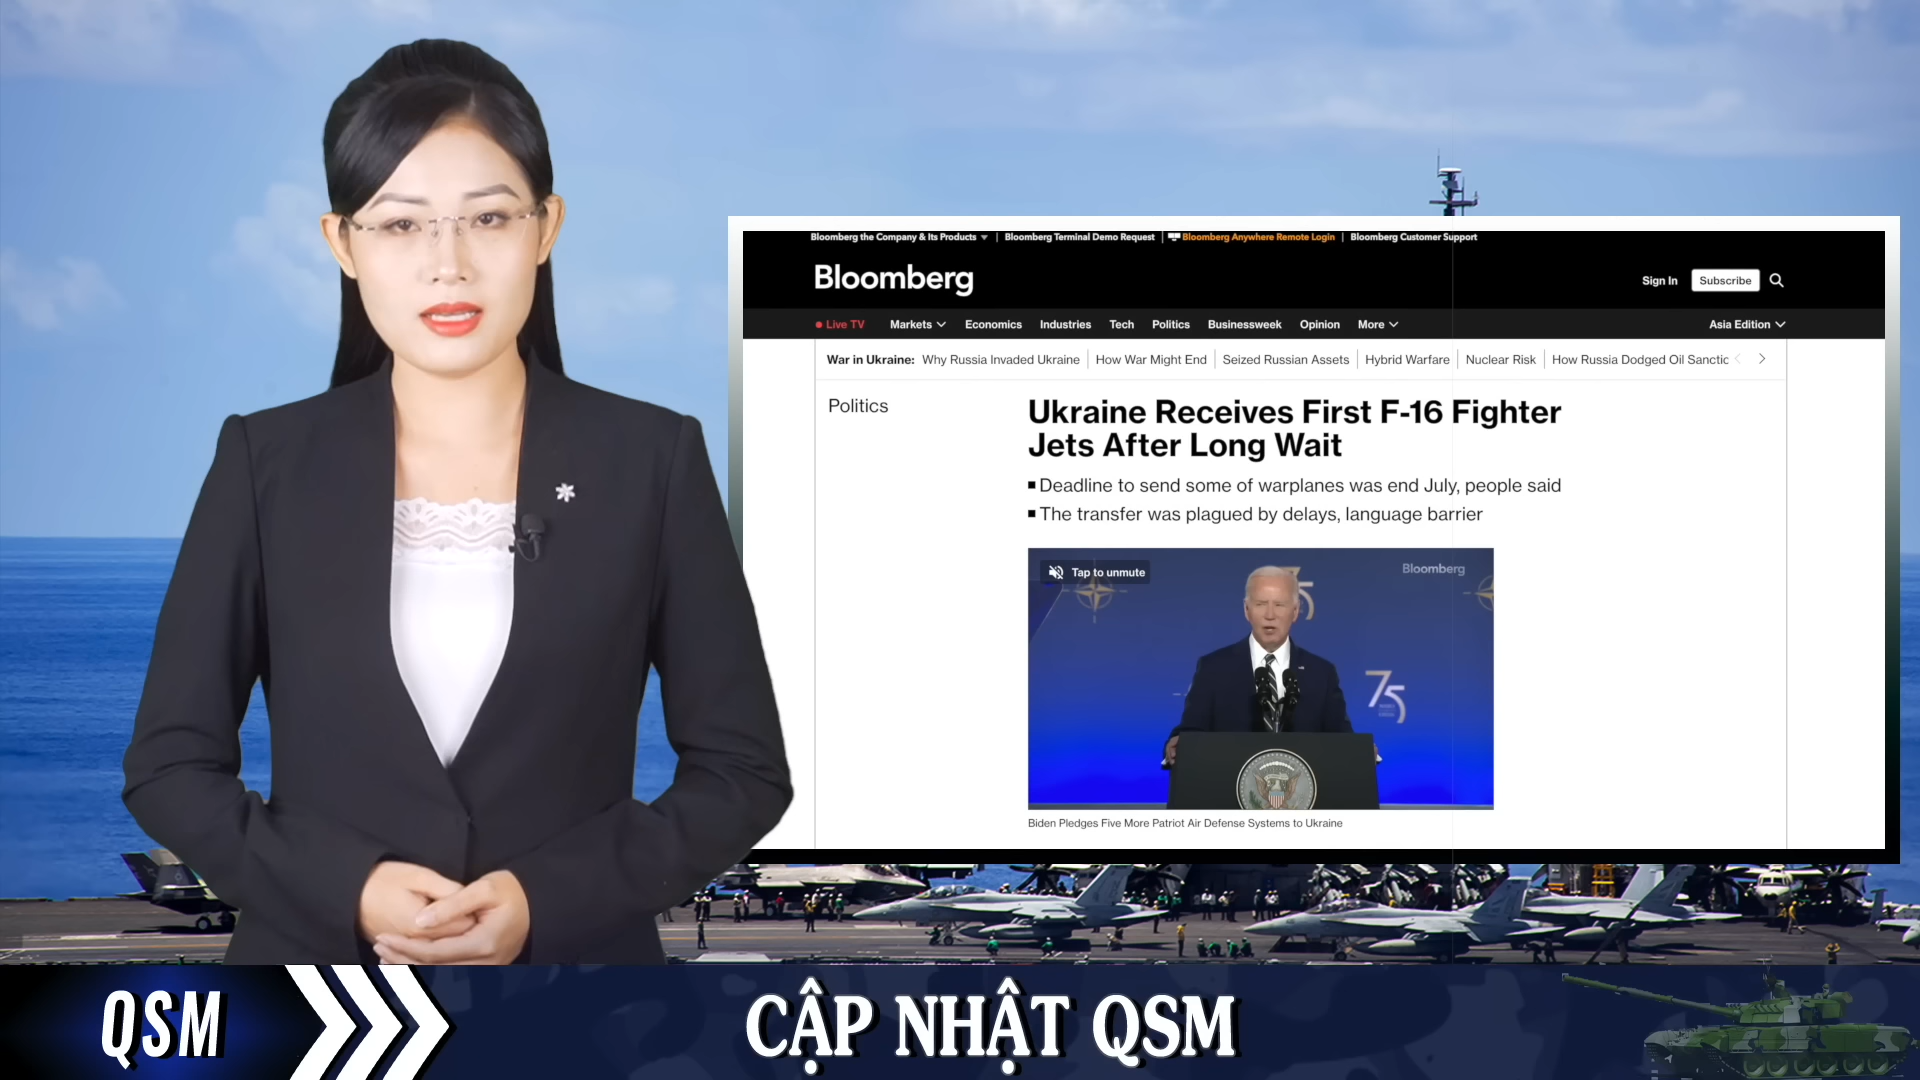 Bloomberg the Company & Its Products
Bloomberg Terminal Demo Request
Bloomberg Anywhere Remote Login
Bloomberg Customer Support
Bloomberg
Sign In
Subscribe
Live TV
Markets
Economics
Industries
Tech
Politics
Businessweek
Opinion
More
Asia Edition
War in Ukraine:
Why Russia Invaded Ukraine
How War Might End
Seized Russian Assets
Hybrid Warfare
Nuclear Risk
How Russia Dodged Oil Sanctic
Politics
Ukraine Receives First F-16 Fighter
Jets After Long Wait
Deadline to send some of warplanes was end July, people said
The transfer was plagued by delays, language barrier
Tap to unmute
Bloomberg
75
Biden Pledges Five More Patriot Air Defense Systems to Ukraine
QSM
CẬP NHẬT QSM